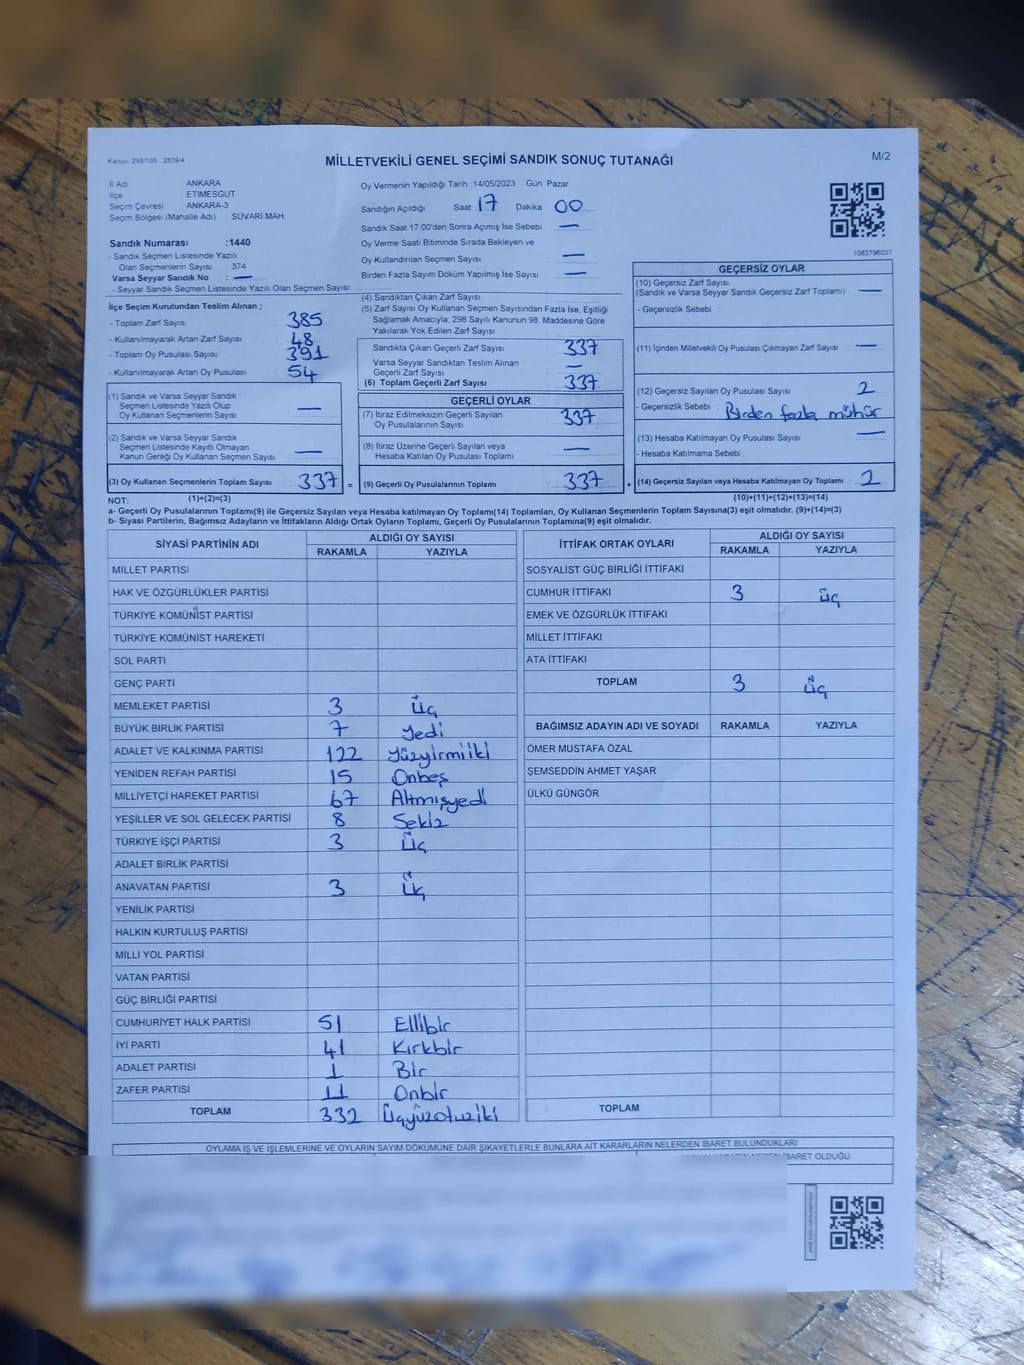 Kanun: 298/105 2839/4
MİLLETVEKİLİ GENEL SEÇİMİ SANDIK SONUÇ TUTANAĞI
M/2
İl Adı ANKARA
İlçe ETİMESGUT
Seçim Çevresi ANKARA-3
Seçim Bölgesi (Mahalle Adı) SÜVARİ MAH
Sandık Numarası :1440
- Sandık Seçmen Listesinde Yazılı
Olan Seçmenlerin Sayısı : 374
Varsa Seyyar Sandık No : —
- Seyyar Sandık Seçmen Listesinde Yazılı Olan Seçmen Sayısı:
Oy Vermenin Yapıldığı Tarih :14/05/2023 Gün: Pazar
Sandığın Açıldığı Saat 17 Dakika 00
Sandık Saat 17:00'den Sonra Açımış İse Sebebi —
Oy Verme Saati Bitiminde Sırada Bekleyen ve
Oy Kullandırılan Seçmen Sayısı —
Birden Fazla Sayım Döküm Yapılmış İse Sayısı —
1083796057
İlçe Seçim Kurulundan Teslim Alınan ;
- Toplam Zarf Sayısı : 385
- Kullanılmayarak Artan Zarf Sayısı : 48
- Toplam Oy Pusulası Sayısı : 391
- Kullanılmayarak Artan Oy Pusulası : 54
(1) Sandık ve Varsa Seyyar Sandık
Seçmen Listesinde Yazılı Olup
Oy Kullanan Seçmenlerin Sayısı —
(2) Sandık ve Varsa Seyyar Sandık
Seçmen Listesinde Kayıtlı Olmayan
Kanun Gereği Oy Kullanan Seçmen Sayısı —
(3) Oy Kullanan Seçmenlerin Toplam Sayısı : 337 =
(4) Sandıktan Çıkan Zarf Sayısı
(5) Zarf Sayısı Oy Kullanan Seçmen Sayısından Fazla İse, Eşitliği
Sağlamak Amacıyla; 298 Sayılı Kanunun 98. Maddesine Göre
Yakılarak Yok Edilen Zarf Sayısı
Sandıkta Çıkan Geçerli Zarf Sayısı 337
Varsa Seyyar Sandıktan Teslim Alınan
Geçerli Zarf Sayısı —
(6) Toplam Geçerli Zarf Sayısı 337
GEÇERLİ OYLAR
(7) İtiraz Edilmeksizin Geçerli Sayılan
Oy Pusulalarının Sayısı 337
(8) İtiraz Üzerine Geçerli Sayılan veya
Hesaba Katılan Oy Pusulası Toplamı —
(9) Geçerli Oy Pusulalarının Toplamı 337 +
GEÇERSİZ OYLAR
(10) Geçersiz Zarf Sayısı
(Sandık ve Varsa Seyyar Sandık Geçersiz Zarf Toplamı) —
- Geçersizlik Sebebi :
(11) İçinden Milletvekili Oy Pusulası Çıkmayan Zarf Sayısı —
(12) Geçersiz Sayılan Oy Pusulası Sayısı 2
- Geçersizlik Sebebi Birden fazla mühür
(13) Hesaba Katılmayan Oy Pusulası Sayısı —
- Hesaba Katılmama Sebebi
(14) Geçersiz Sayılan veya Hesaba Katılmayan Oy Toplamı : 2
NOT: (1)+(2)=(3) (10)+(11)+(12)+(13)=(14)
a- Geçerli Oy Pusulalarının Toplamı(9) ile Geçersiz Sayılan veya Hesaba Katılmayan Oy Toplamı(14) Toplamları, Oy Kullanan Seçmenlerin Toplam Sayısına(3) eşit olmalıdır. (9)+(14)=(3)
b- Siyasi Partilerin, Bağımsız Adayların ve İttifakların Aldığı Ortak Oyların Toplamı, Geçerli Oy Pusulalarının Toplamına(9) eşit olmalıdır.
SİYASİ PARTİNİN ADI ALDIĞI OY SAYISI
RAKAMLA YAZIYLA
MİLLET PARTİSİ
HAK VE ÖZGÜRLÜKLER PARTİSİ
TÜRKİYE KOMÜNİST PARTİSİ
TÜRKİYE KOMÜNİST HAREKETİ
SOL PARTİ
GENÇ PARTİ
MEMLEKET PARTİSİ 3 Üç
BÜYÜK BİRLİK PARTİSİ 7 Yedi
ADALET VE KALKINMA PARTİSİ 122 Yüzyirmiiki
YENİDEN REFAH PARTİSİ 15 Onbeş
MİLLİYETÇİ HAREKET PARTİSİ 67 Altmışyedi
YEŞİLLER VE SOL GELECEK PARTİSİ 8 Sekiz
TÜRKİYE İŞÇİ PARTİSİ 3 Üç
ADALET BİRLİK PARTİSİ
ANAVATAN PARTİSİ 3 Üç
YENİLİK PARTİSİ
HALKIN KURTULUŞ PARTİSİ
MİLLİ YOL PARTİSİ
VATAN PARTİSİ
GÜÇ BİRLİĞİ PARTİSİ
CUMHURİYET HALK PARTİSİ 51 Ellibir
İYİ PARTİ 41 Kırkbir
ADALET PARTİSİ 1 Bir
ZAFER PARTİSİ 11 Onbir
TOPLAM 332 Üçyüzotuziki
İTTİFAK ORTAK OYLARI ALDIĞI OY SAYISI
RAKAMLA YAZIYLA
SOSYALİST GÜÇ BİRLİĞİ İTTİFAKI
CUMHUR İTTİFAKI 3 üç
EMEK VE ÖZGÜRLÜK İTTİFAKI
MİLLET İTTİFAKI
ATA İTTİFAKI
TOPLAM 3 üç
BAĞIMSIZ ADAYIN ADI VE SOYADI RAKAMLA YAZIYLA
ÖMER MUSTAFA ÖZAL
ŞEMSEDDİN AHMET YAŞAR
ÜLKÜ GÜNGÖR
TOPLAM
OYLAMA İŞ VE İŞLEMLERİNE VE OYLARIN SAYIM DÖKÜMÜNE DAİR ŞİKAYETLERLE BUNLARA AİT KARARLARIN NELERDEN İBARET BULUNDUKLARI
İBARET OLDUĞU